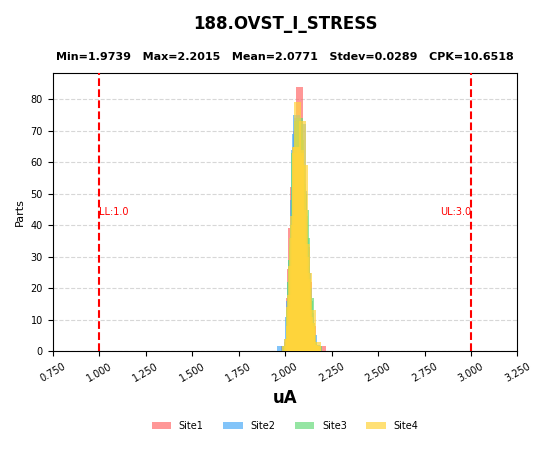 188.OVST_I_STRESS
Min=1.9739 Max=2.2015 Mean=2.0771 Stdev=0.0289 CPK=10.6518
Parts
80
70
60
50
40
30
20
10
0
LL:1.0
UL:3.0
0.750 1.000 1.250 1.500 1.750 2.000 2.250 2.500 2.750 3.000 3.250
uA
Site1 Site2 Site3 Site4